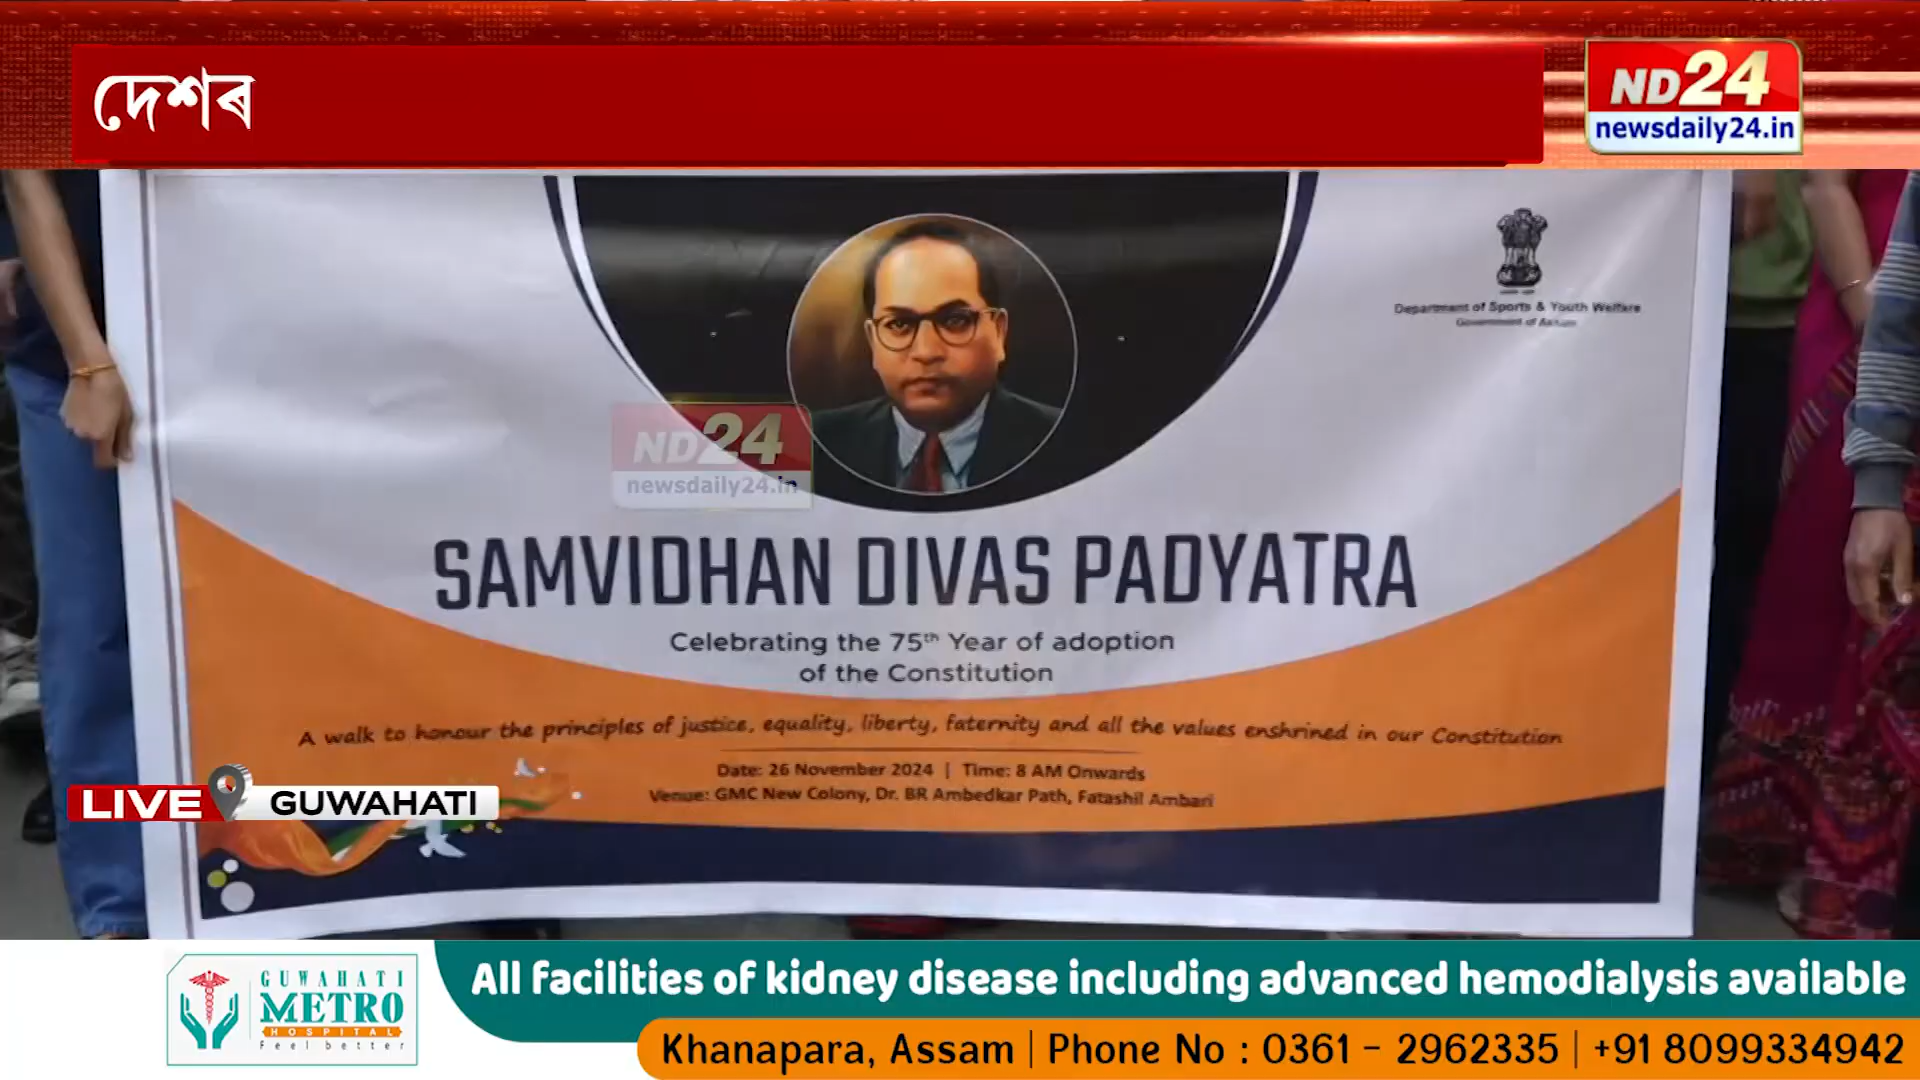 দেশৰ
ND24
newsdaily24.in
Department of Sports & Youth Welfare
Government of Assam
ND24
newsdaily24.in
SAMVIDHAN DIVAS PADYATRA
Celebrating the 75th Year of adoption
of the Constitution
A walk to honour the principles of justice, equality, liberty, faternity and all the values enshrined in our Constitution
Date: 26 November 2024 | Time: 8 AM Onwards
Venue: GMC New Colony, Dr. BR Ambedkar Path, Fatashil Ambari
LIVE GUWAHATI
GUWAHATI
METRO
HOSPITAL
Feel better
All facilities of kidney disease including advanced hemodialysis available
Khanapara, Assam | Phone No : 0361 - 2962335 | +91 8099334942